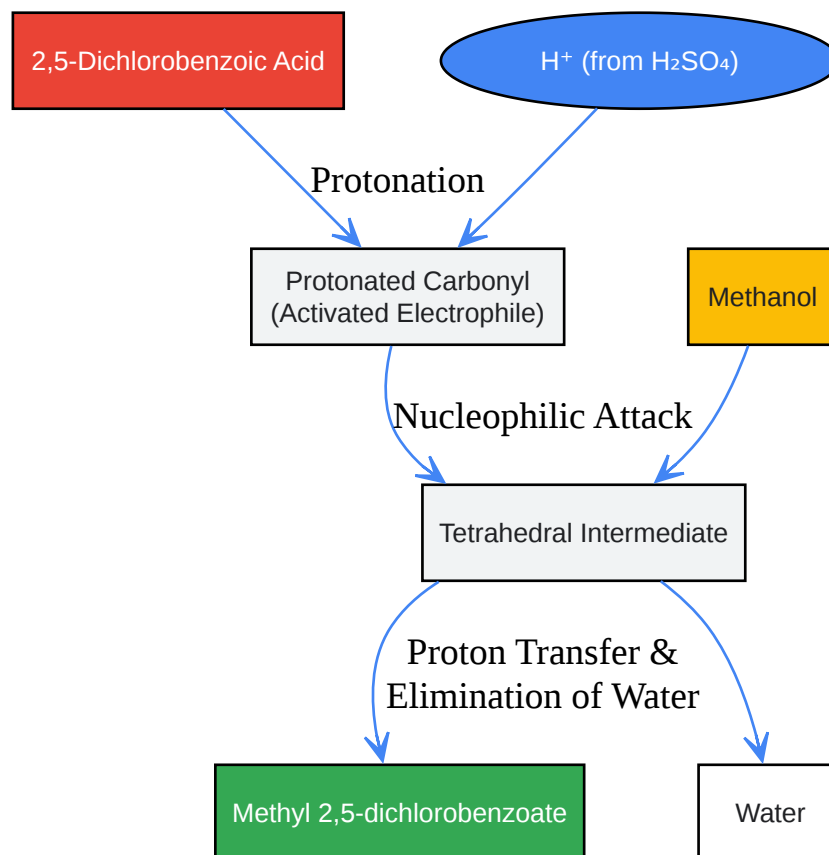 2,5-Dichlorobenzoic Acid
H⁺ (from H₂SO₄)
Protonation
Protonated Carbonyl
(Activated Electrophile)
Methanol
Nucleophilic Attack
Tetrahedral Intermediate
Proton Transfer &
Elimination of Water
Methyl 2,5-dichlorobenzoate
Water